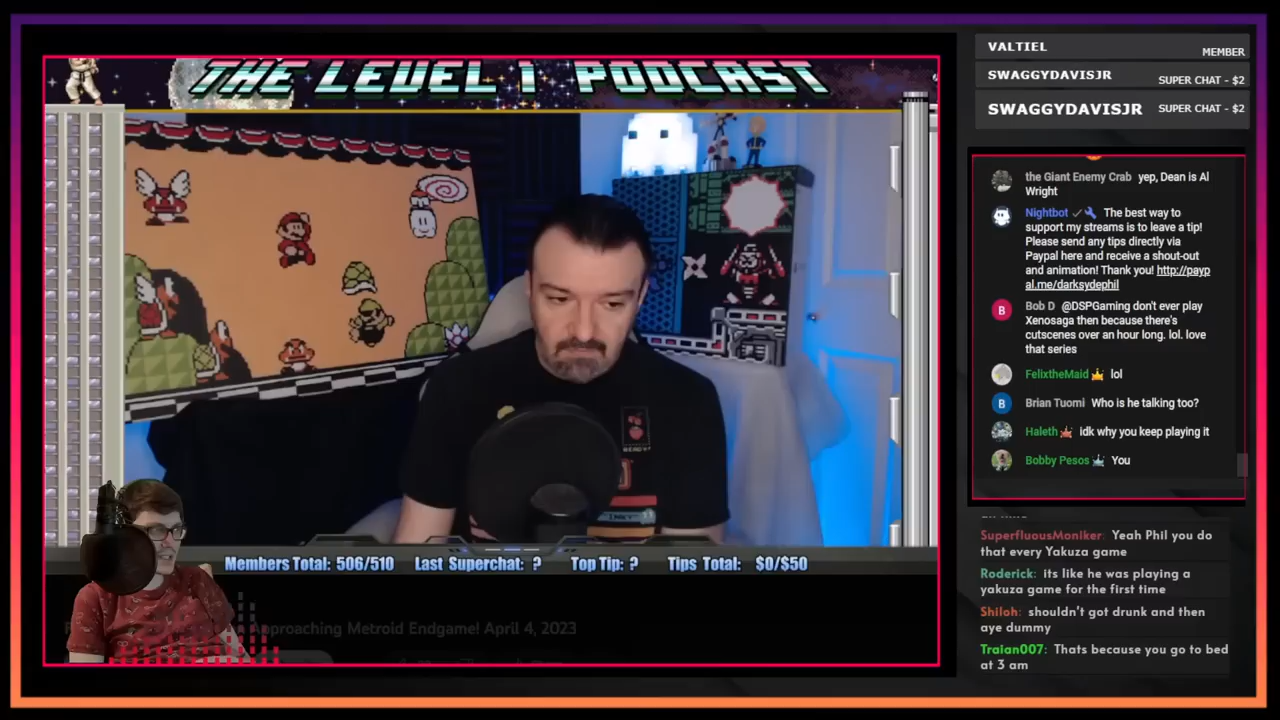 THE LEVEL 1 PODCAST
READY!
Members Total: 506/510 Last Superchat: ? Top Tip: ? Tips Total: $0/$50
Approaching Metroid Endgame! April 4, 2023
VALTIEL MEMBER
SWAGGYDAVISJR SUPER CHAT - $2
SWAGGYDAVISJR SUPER CHAT - $2
the Giant Enemy Crab yep, Dean is Al
Wright
Nightbot The best way to
support my streams is to leave a tip!
Please send any tips directly via
Paypal here and receive a shout-out
and animation! Thank you! http://payp
al.me/darksydephil
B Bob D @DSPGaming don't ever play
Xenosaga then because there's
cutscenes over an hour long. lol. love
that series
FelixtheMaid lol
B Brian Tuomi Who is he talking too?
Haleth idk why you keep playing it
Bobby Pesos You
SuperfluousMoniker: Yeah Phil you do
that every Yakuza game
Roderick: its like he was playing a
yakuza game for the first time
Shiloh: shouldn't got drunk and then
aye dummy
Traian007: Thats because you go to bed
at 3 am